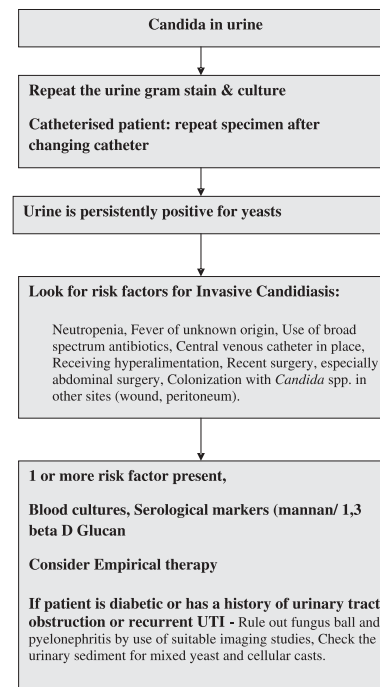 Candida in urine
Repeat the urine gram stain & culture
Catheterised patient: repeat specimen after
changing catheter
Urine is persistently positive for yeasts
Look for risk factors for Invasive Candidiasis:
Neutropenia, Fever of unknown origin, Use of broad
spectrum antibiotics, Central venous catheter in place,
Receiving hyperalimentation, Recent surgery, especially
abdominal surgery, Colonization with Candida spp. in
other sites (wound, peritoneum).
1 or more risk factor present,
Blood cultures, Serological markers (mannan/ 1,3
beta D Glucan
Consider Empirical therapy
If patient is diabetic or has a history of urinary tract
obstruction or recurrent UTI - Rule out fungus ball and
pyelonephritis by use of suitable imaging studies, Check the
urinary sediment for mixed yeast and cellular casts.